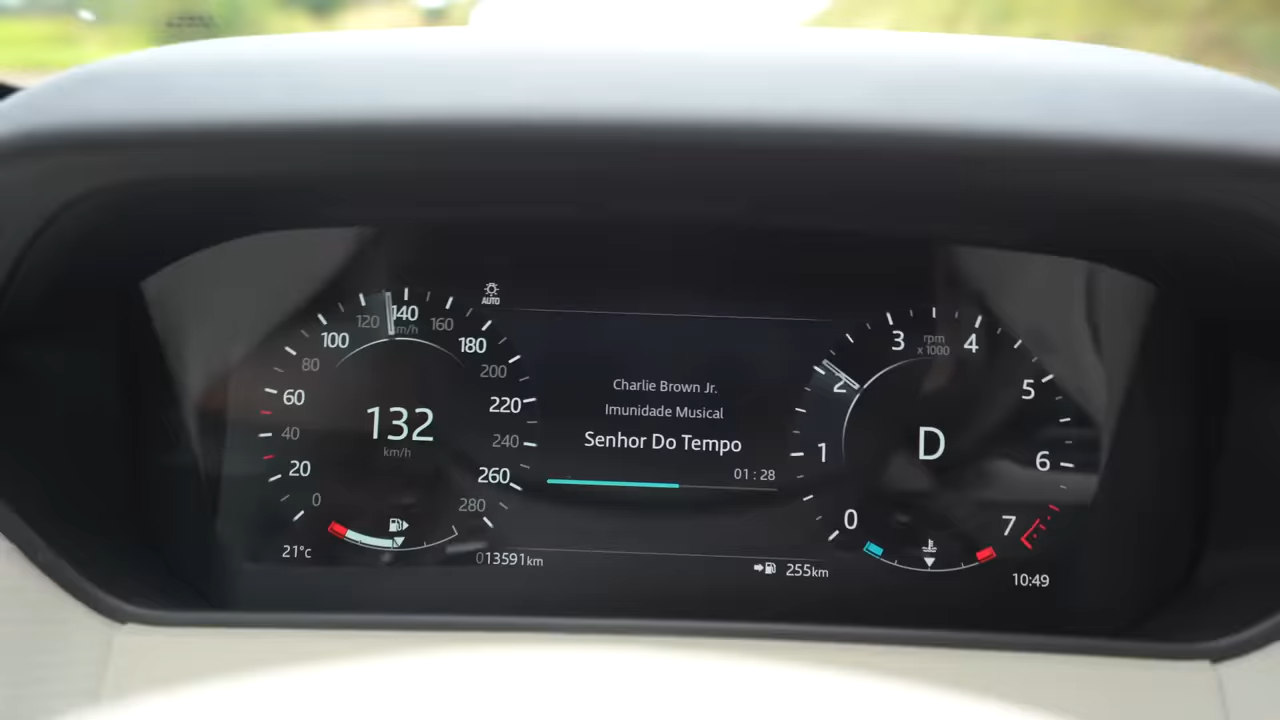 AUTO
0
20
40
60
80
100
120
140
160
180
200
220
240
260
280
km/h
132
km/h
21°c
013591km
Charlie Brown Jr.
Imunidade Musical
Senhor Do Tempo
01:28
255km
0
1
2
3
4
5
6
7
rpm
x 1000
D
10:49